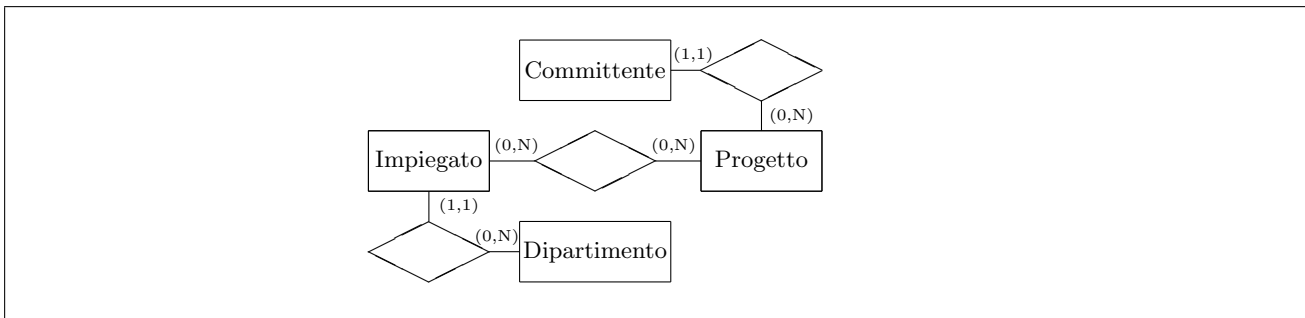 Committente
(1,1)
(0,N)
Impiegato
(0,N)
(0,N)
Progetto
(1,1)
(0,N)
Dipartimento